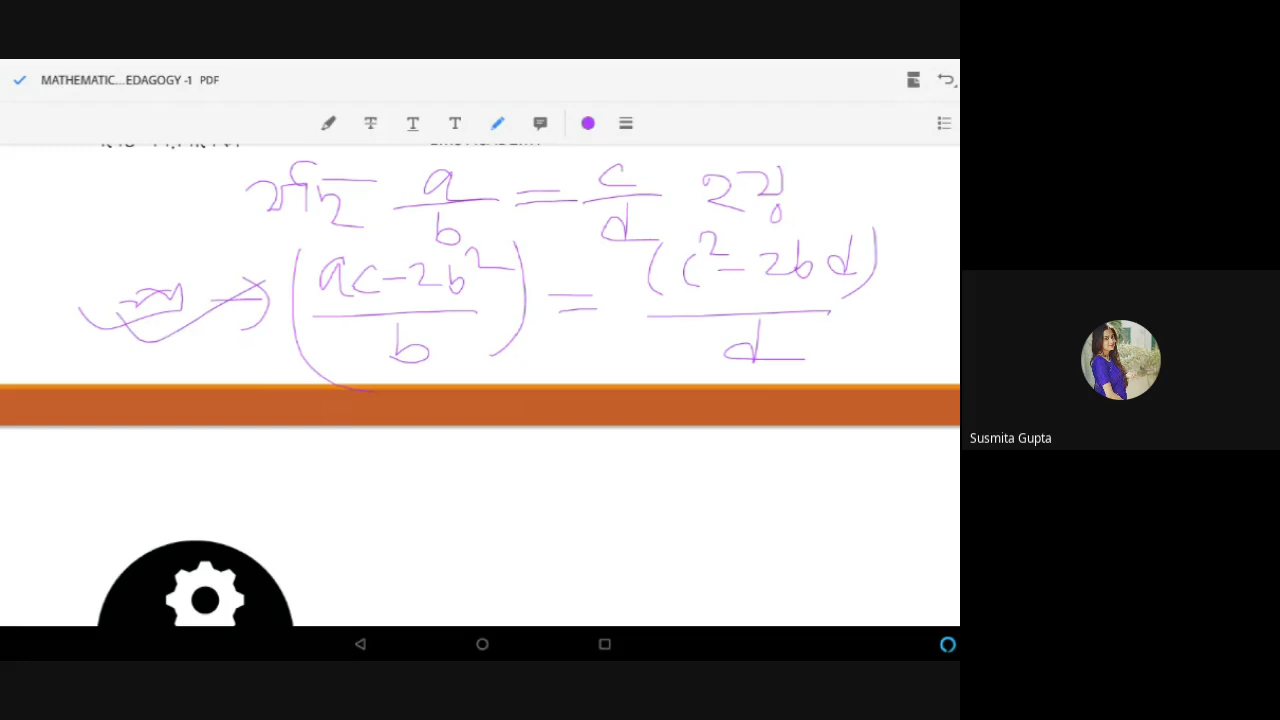 MATHEMATIC...EDAGOGY -1 PDF
যদি a/b = c/d হয়
(ac-2b²)/b = (c²-2bd)/d
Susmita Gupta